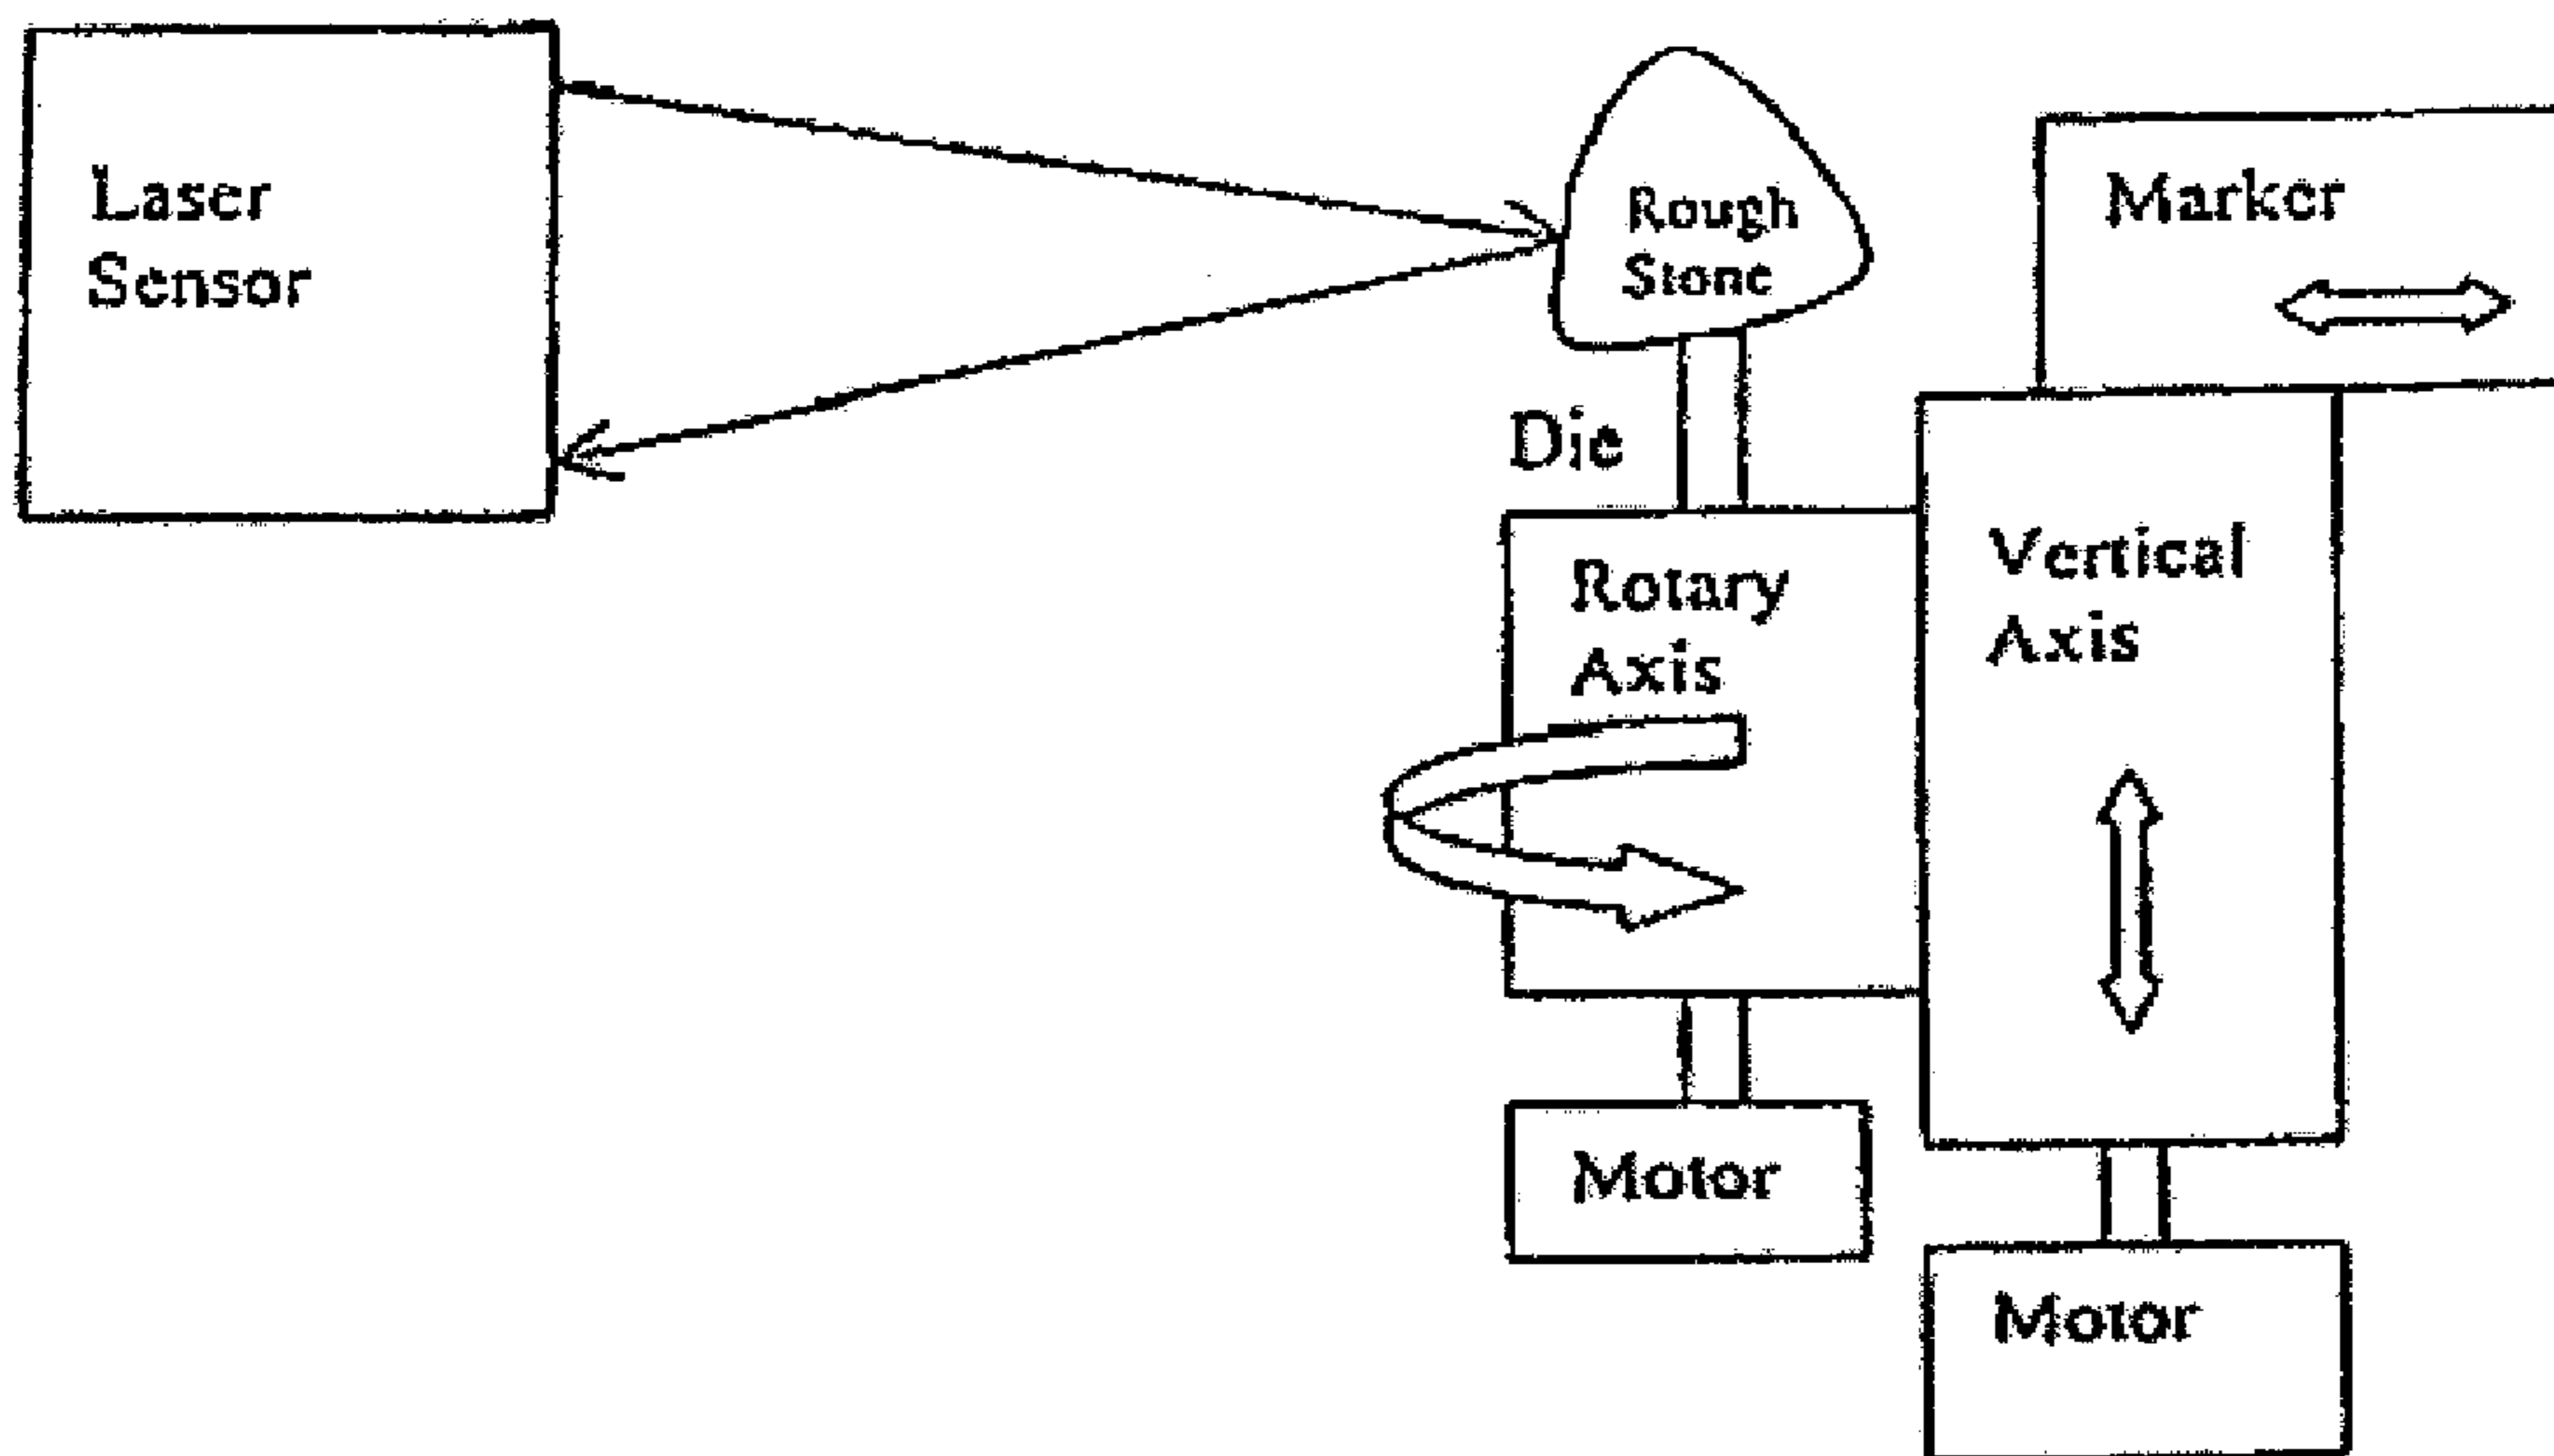 Laser
Sensor
Rough
Stone
Marker
Die
Rotary
Axis
Vertical
Axis
Motor
Motor